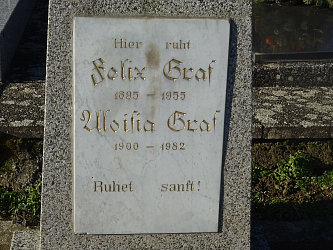 Hier ruht
Felix Graf
1895 – 1955
Aloisia Graf
1900 – 1982
Ruhet sanft!